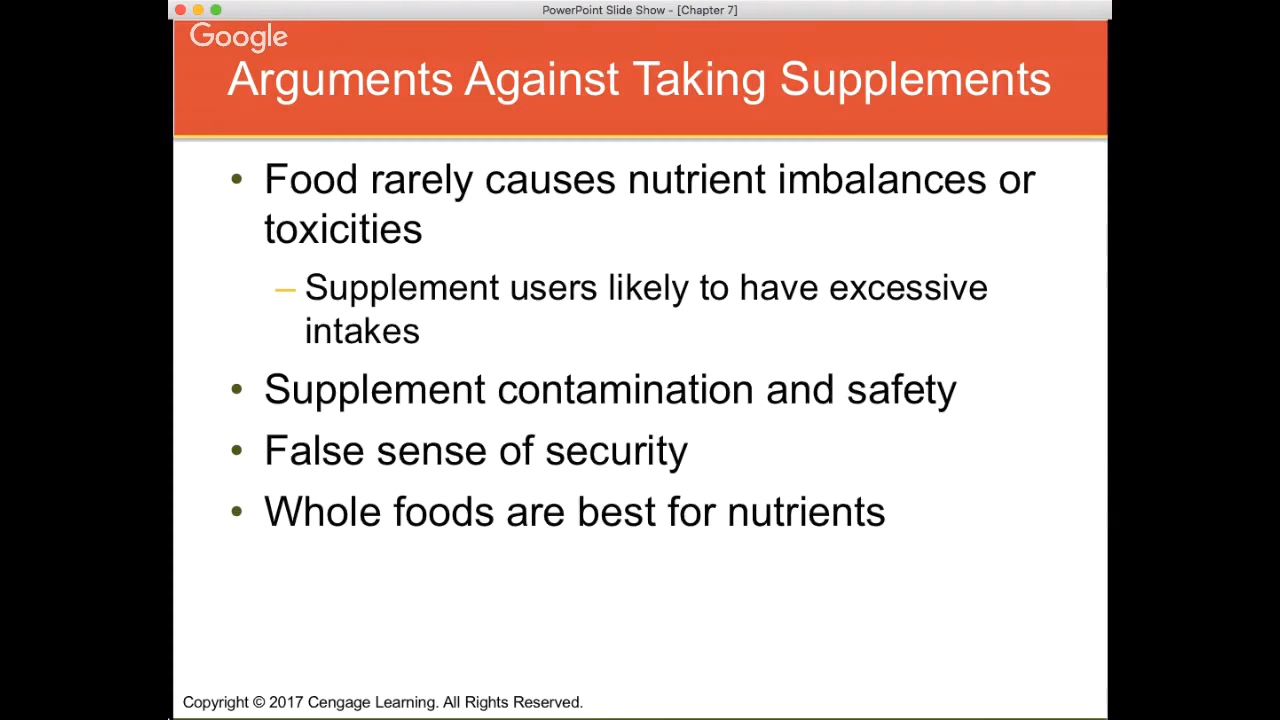 PowerPoint Slide Show - [Chapter 7]
Google
Arguments Against Taking Supplements
• Food rarely causes nutrient imbalances or
toxicities
– Supplement users likely to have excessive
intakes
• Supplement contamination and safety
• False sense of security
• Whole foods are best for nutrients
Copyright © 2017 Cengage Learning. All Rights Reserved.